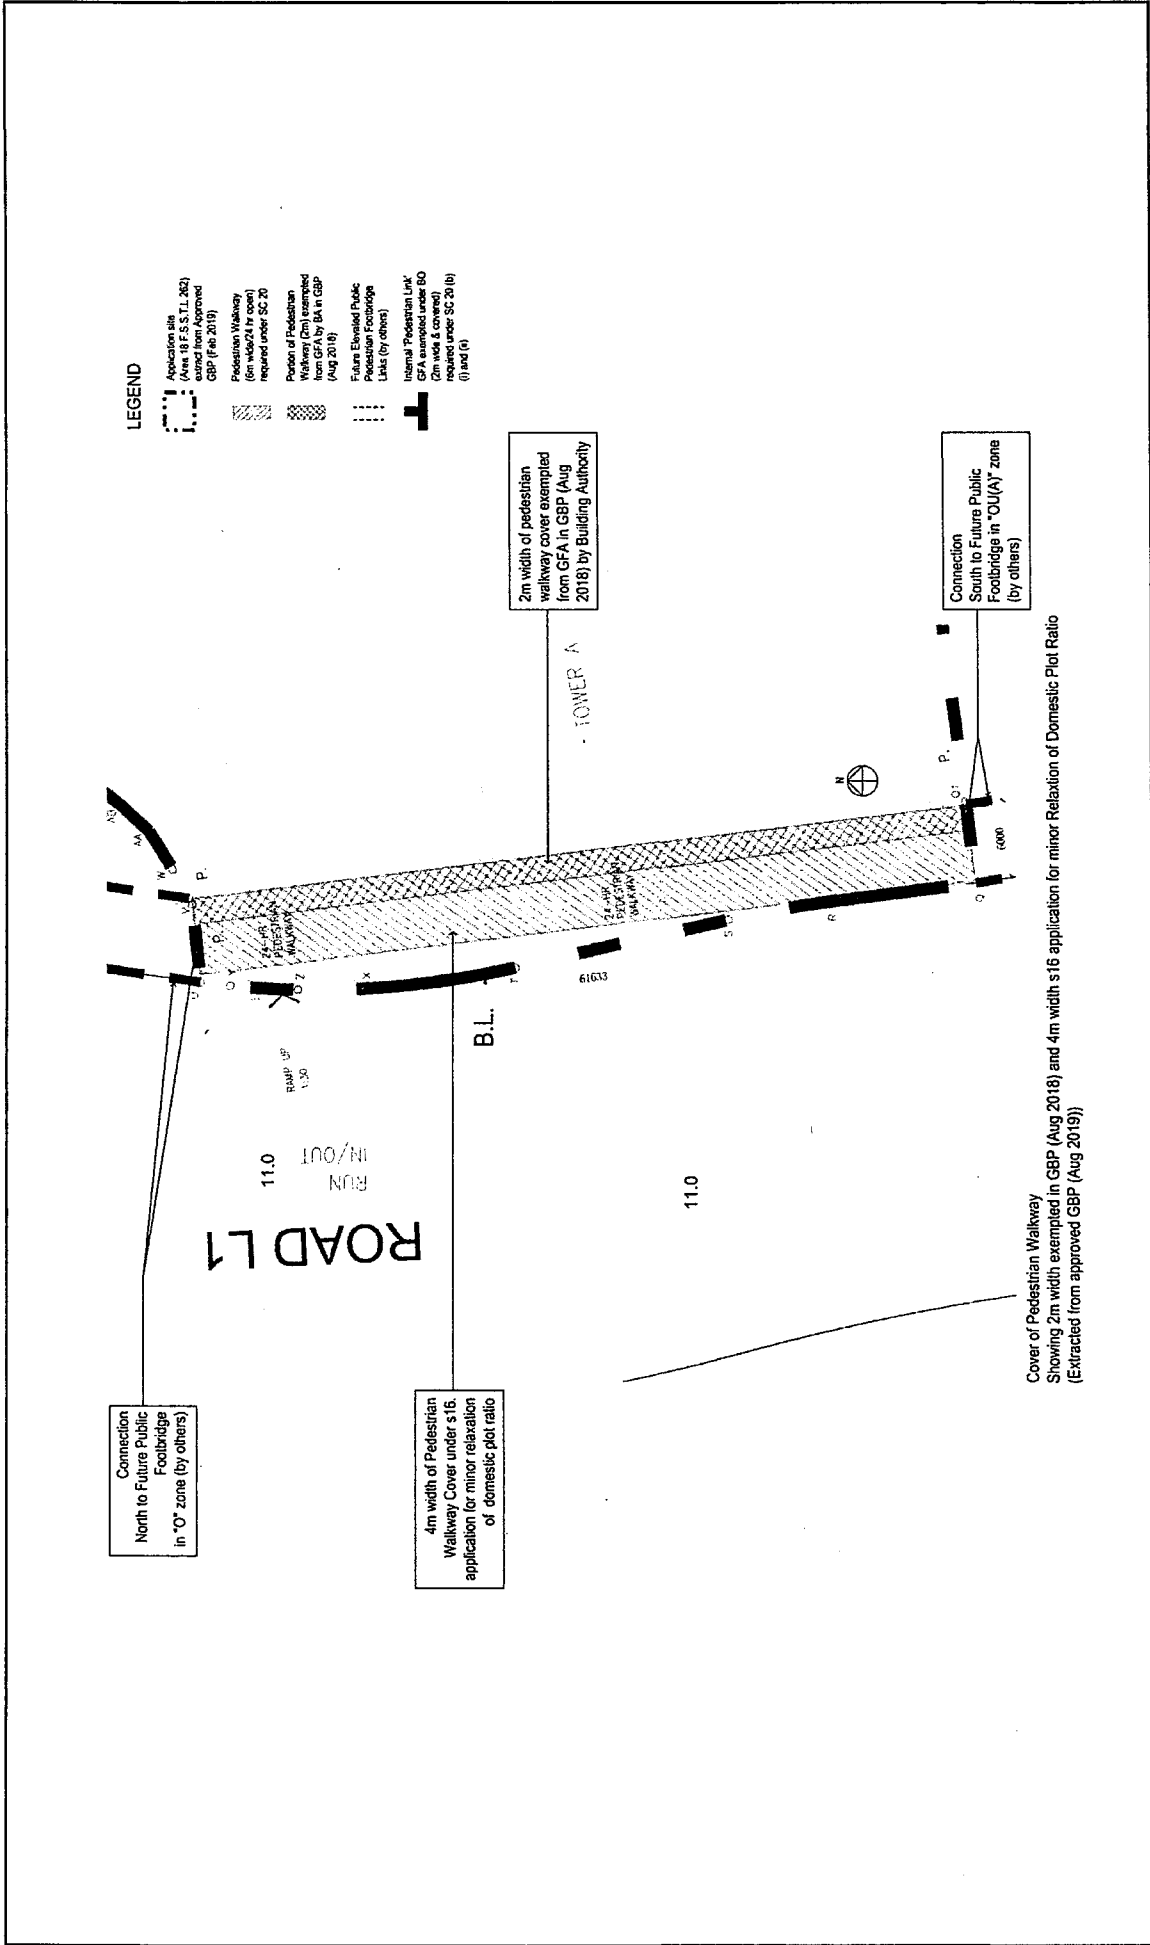 LEGEND
Application site
(Area 18 F.S.S.T.L. 262)
extract from Approved
GBP (Feb 2019)
Pedestrian Walkway
(6m wide/24 hr open)
required under SC 20
Portion of Pedestrian
Walkway (2m) exempted
from GFA by BA in GBP
(Aug 2018)
Future Elevated Public
Pedestrian Footbridge
Links (by others)
Internal 'Pedestrian Link'
GFA exempted under BO
(2m wide & covered)
required under SC 20 (b)
(i) and (ii)
2m width of pedestrian
walkway cover exempted
from GFA in GBP (Aug
2018) by Building Authority
Connection
South to Future Public
Footbridge in "OU(A)" zone
(by others)
Connection
North to Future Public
Footbridge
in "O" zone (by others)
4m width of Pedestrian
Walkway Cover under s16.
application for minor relaxation
of domestic plot ratio
TOWER A
N
AA
W
P.
P.
P.
24-HR
PEDESTRIAN
WALKWAY
24-HR
PEDESTRIAN
WALKWAY
U
Y
Z
X
T
S
R
Q
6000
61633
B.L.
RAMP UP
1:30
RUN
IN/OUT
11.0
11.0
ROAD L1
Cover of Pedestrian Walkway
Showing 2m width exempted in GBP (Aug 2018) and 4m width s16 application for minor Relaxtion of Domestic Plot Ratio
(Extracted from approved GBP (Aug 2019))